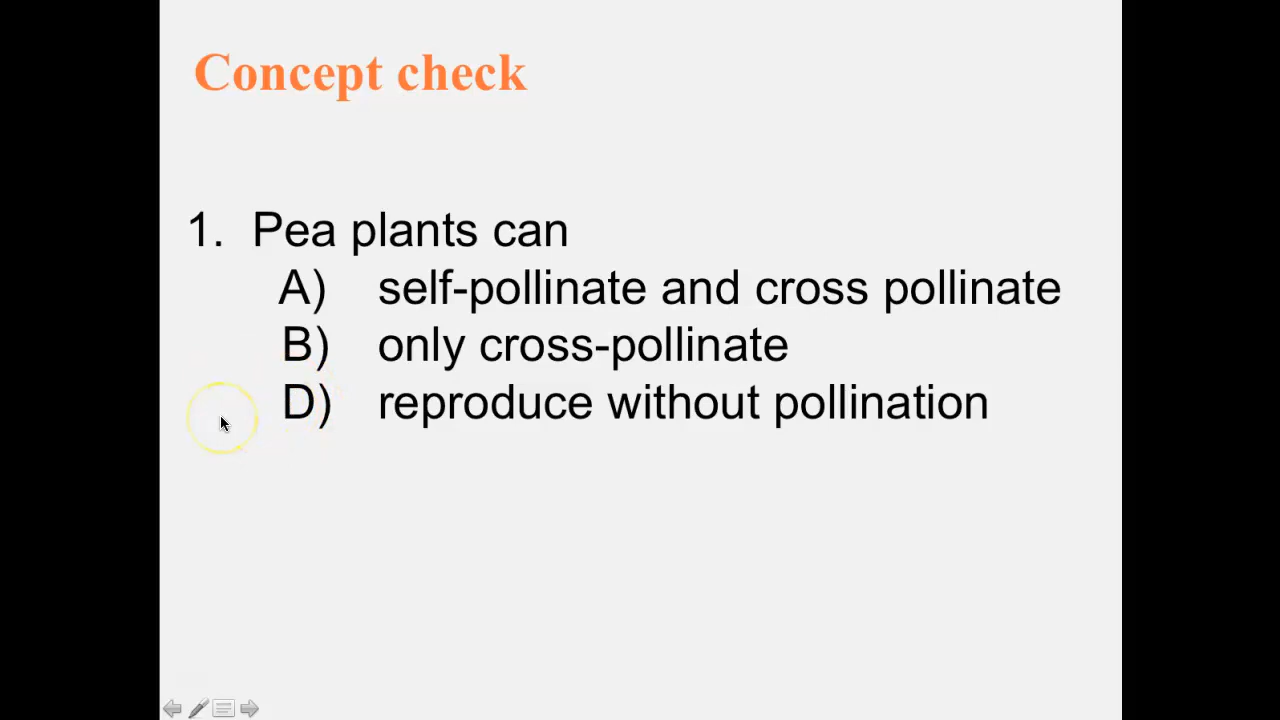 Concept check
1. Pea plants can
A) self-pollinate and cross pollinate
B) only cross-pollinate
D) reproduce without pollination